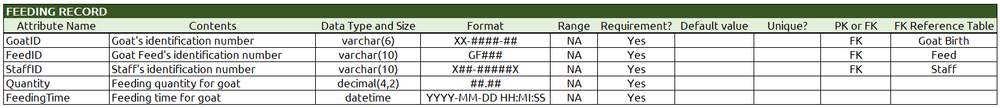 FEEDING RECORD
Attribute Name Contents Data Type and Size Format Range Requirement? Default value Unique? PK or FK FK Reference Table
GoatID Goat's identification number varchar(6) XX-####-## NA Yes FK Goat Birth
FeedID Goat Feed's identification number varchar(10) GF### NA Yes FK Feed
StaffID Staff's identification number varchar(10) X##-#####X NA Yes FK Staff
Quantity Feeding quantity for goat decimal(4,2) ##.## NA Yes
FeedingTime Feeding time for goat datetime YYYY-MM-DD HH:MI:SS NA Yes